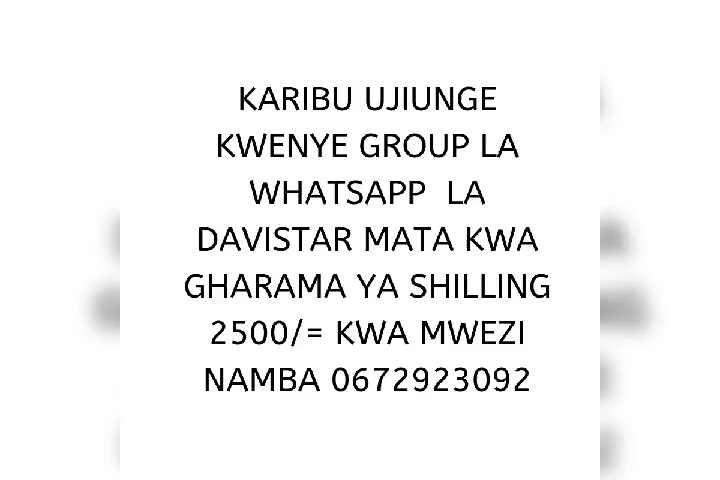 KARIBU UJIUNGE
KWENYE GROUP LA
WHATSAPP LA
DAVISTAR MATA KWA
GHARAMA YA SHILLING
2500/= KWA MWEZI
NAMBA 0672923092